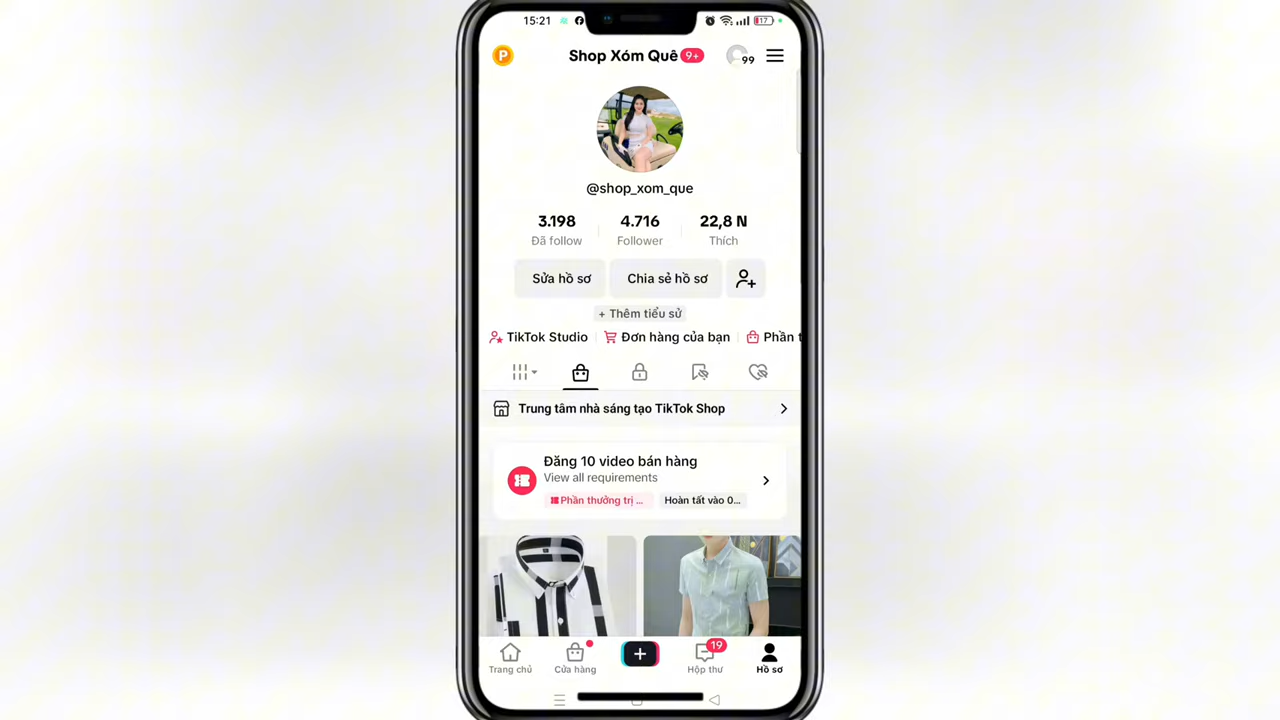 15:21
17
P
Shop Xóm Quê 9+
99
@shop_xom_que
3.198 4.716 22,8 N
Đã follow Follower Thích
Sửa hồ sơ Chia sẻ hồ sơ
+ Thêm tiểu sử
TikTok Studio Đơn hàng của bạn Phần t
Trung tâm nhà sáng tạo TikTok Shop
Đăng 10 video bán hàng
View all requirements
Phần thưởng trị ... Hoàn tất vào 0...
19
Trang chủ Cửa hàng Hộp thư Hồ sơ